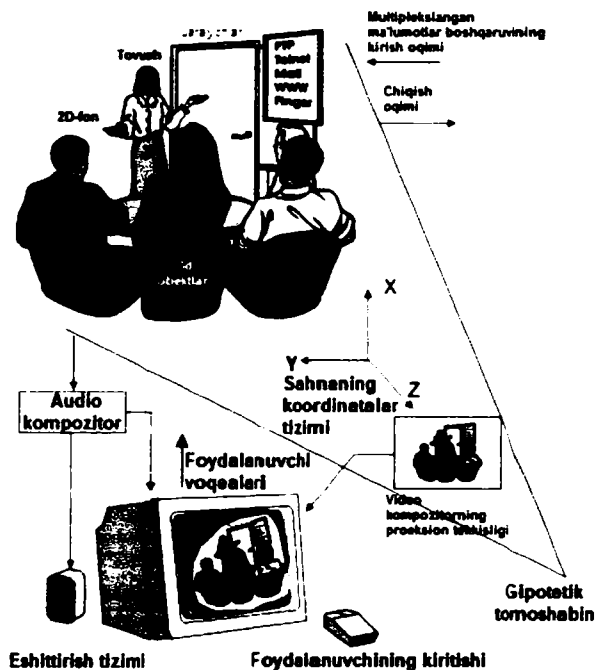 Multiplekslangan
ma'lumotlar boshqaruvining
kirish oqimi
Chiqish
oqimi
Tovush
2D-fon
FTP
Telnet
WWW
Finger
X
Y
Z
Sahnaning
koordinatalar
tizimi
Audio
kompozitor
Foydalanuvchi
voqealari
Video
kompozitorning
proeksion tekisligi
Gipotetik
tomoshabin
Eshittirish tizimi
Foydalanuvchining kiritishi